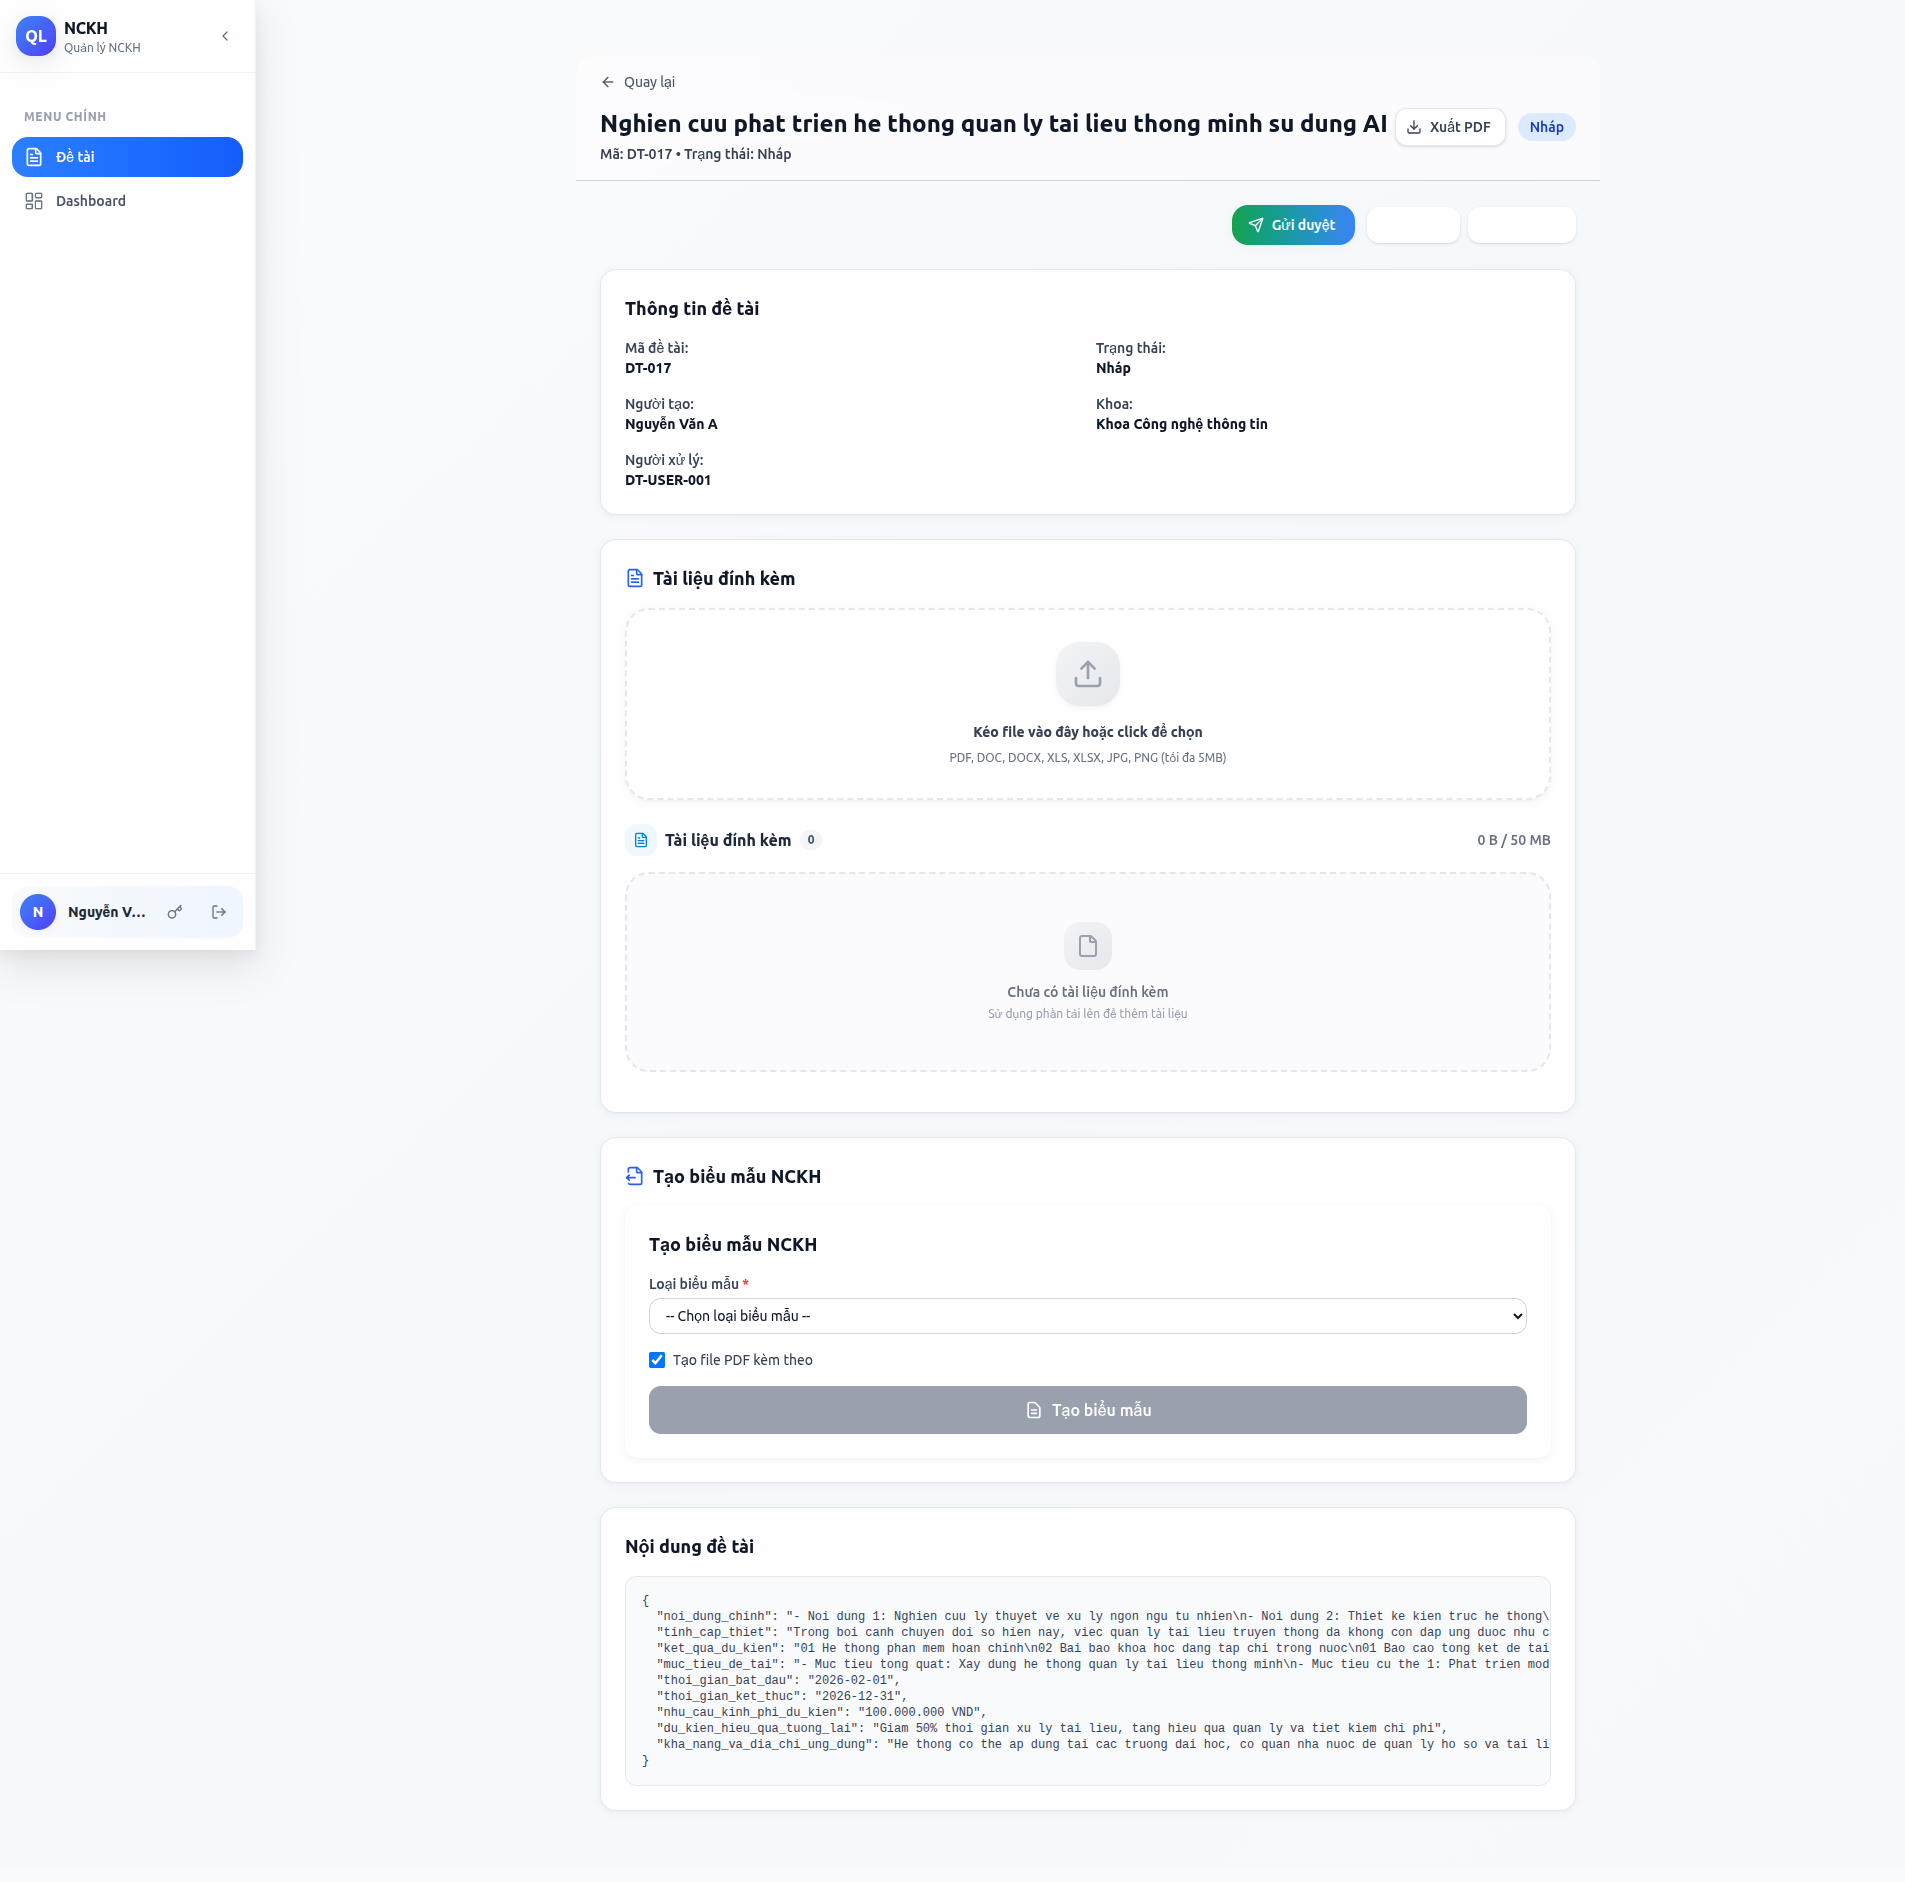 QL
NCKH
Quản lý NCKH
MENU CHÍNH
Đề tài
Dashboard
Quay lại
Nghien cuu phat trien he thong quan ly tai lieu thong minh su dung AI
Xuất PDF
Nháp
Mã: DT-017 • Trạng thái: Nháp
Gửi duyệt
Thông tin đề tài
Mã đề tài:
DT-017
Trạng thái:
Nháp
Người tạo:
Nguyễn Văn A
Khoa:
Khoa Công nghệ thông tin
Người xử lý:
DT-USER-001
Tài liệu đính kèm
Kéo file vào đây hoặc click để chọn
PDF, DOC, DOCX, XLS, XLSX, JPG, PNG (tối đa 5MB)
Tài liệu đính kèm 0
0 B / 50 MB
Chưa có tài liệu đính kèm
Sử dụng phần tải lên để thêm tài liệu
N
Nguyễn V...
Tạo biểu mẫu NCKH
Tạo biểu mẫu NCKH
Loại biểu mẫu *
-- Chọn loại biểu mẫu --
Tạo file PDF kèm theo
Tạo biểu mẫu
Nội dung đề tài
{
"noi_dung_chinh": "- Noi dung 1: Nghien cuu ly thuyet ve xu ly ngon ngu tu nhien\n- Noi dung 2: Thiet ke kien truc he thong\
"tinh_cap_thiet": "Trong boi canh chuyen doi so hien nay, viec quan ly tai lieu truyen thong da khong con dap ung duoc nhu c
"ket_qua_du_kien": "01 He thong phan mem hoan chinh\n02 Bai bao khoa hoc dang tap chi trong nuoc\n01 Bao cao tong ket de tai
"muc_tieu_de_tai": "- Muc tieu tong quat: Xay dung he thong quan ly tai lieu thong minh\n- Muc tieu cu the 1: Phat trien mod
"thoi_gian_bat_dau": "2026-02-01",
"thoi_gian_ket_thuc": "2026-12-31",
"nhu_cau_kinh_phi_du_kien": "100.000.000 VND",
"du_kien_hieu_qua_tuong_lai": "Giam 50% thoi gian xu ly tai lieu, tang hieu qua quan ly va tiet kiem chi phi",
"kha_nang_va_dia_chi_ung_dung": "He thong co the ap dung tai cac truong dai hoc, co quan nha nuoc de quan ly ho so va tai li
}